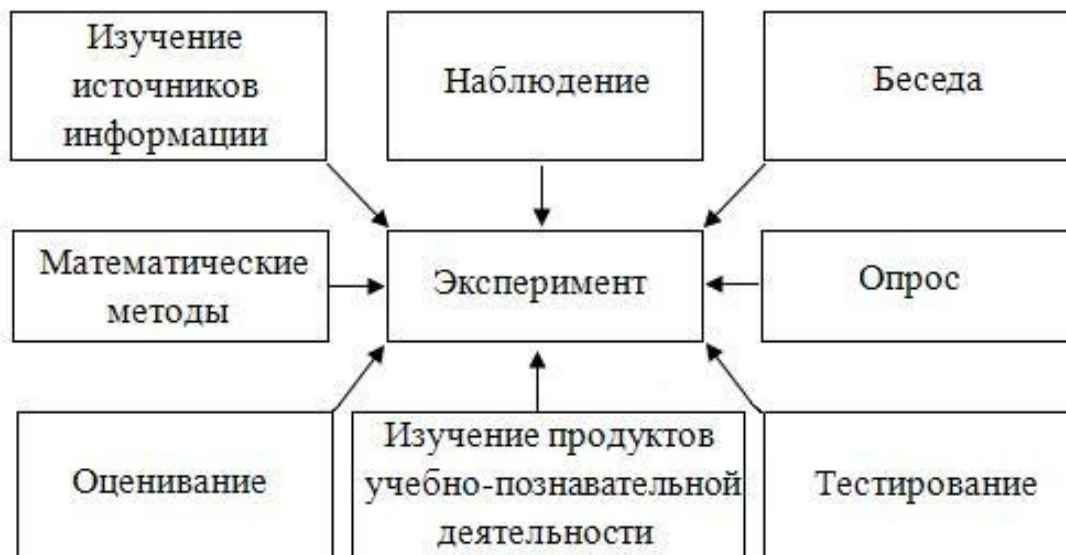 Изучение
источников
информации
Наблюдение
Беседа
Математические
методы
Эксперимент
Опрос
Оценивание
Изучение продуктов
учебно-познавательной
деятельности
Тестирование